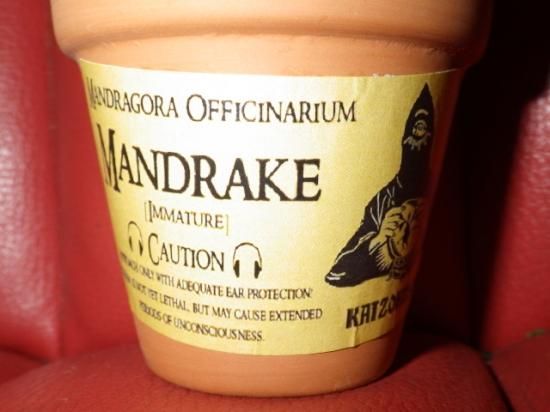 Mandragora Officinarium
Mandrake
[Immature]
Caution
only with adequate ear protection!
is not yet lethal, but may cause extended
periods of unconsciousness.